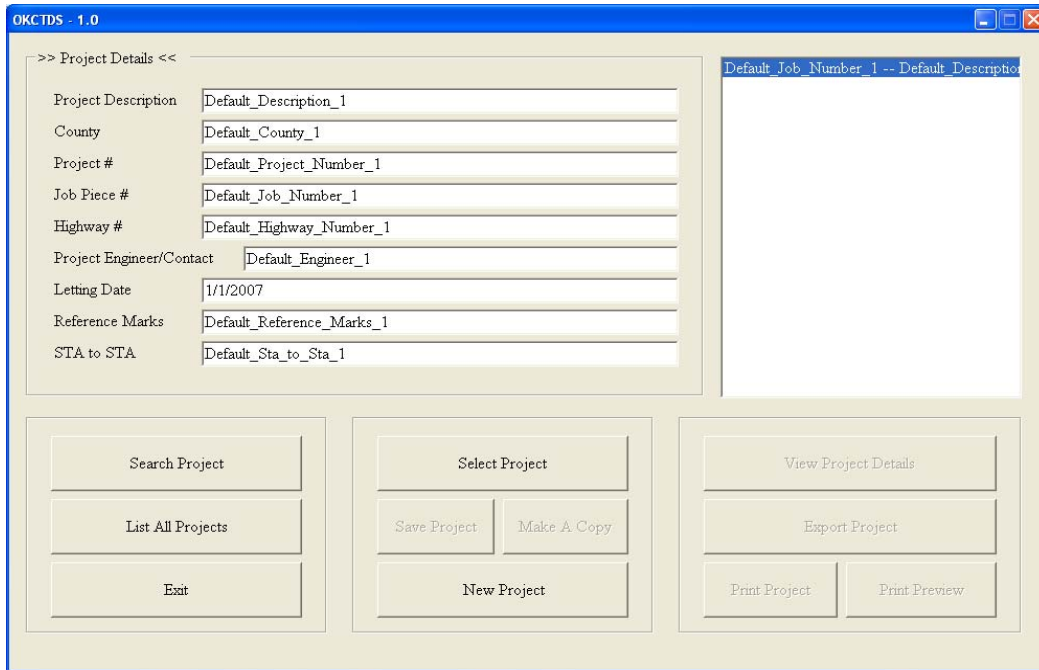 OKCTDS - 1.0
>> Project Details <<
Project Description Default_Description_1
County Default_County_1
Project # Default_Project_Number_1
Job Piece # Default_Job_Number_1
Highway # Default_Highway_Number_1
Project Engineer/Contact Default_Engineer_1
Letting Date 1/1/2007
Reference Marks Default_Reference_Marks_1
STA to STA Default_Sta_to_Sta_1
Default_Job_Number_1 -- Default_Description
Search Project
List All Projects
Exit
Select Project
Save Project Make A Copy
New Project
View Project Details
Export Project
Print Project Print Preview